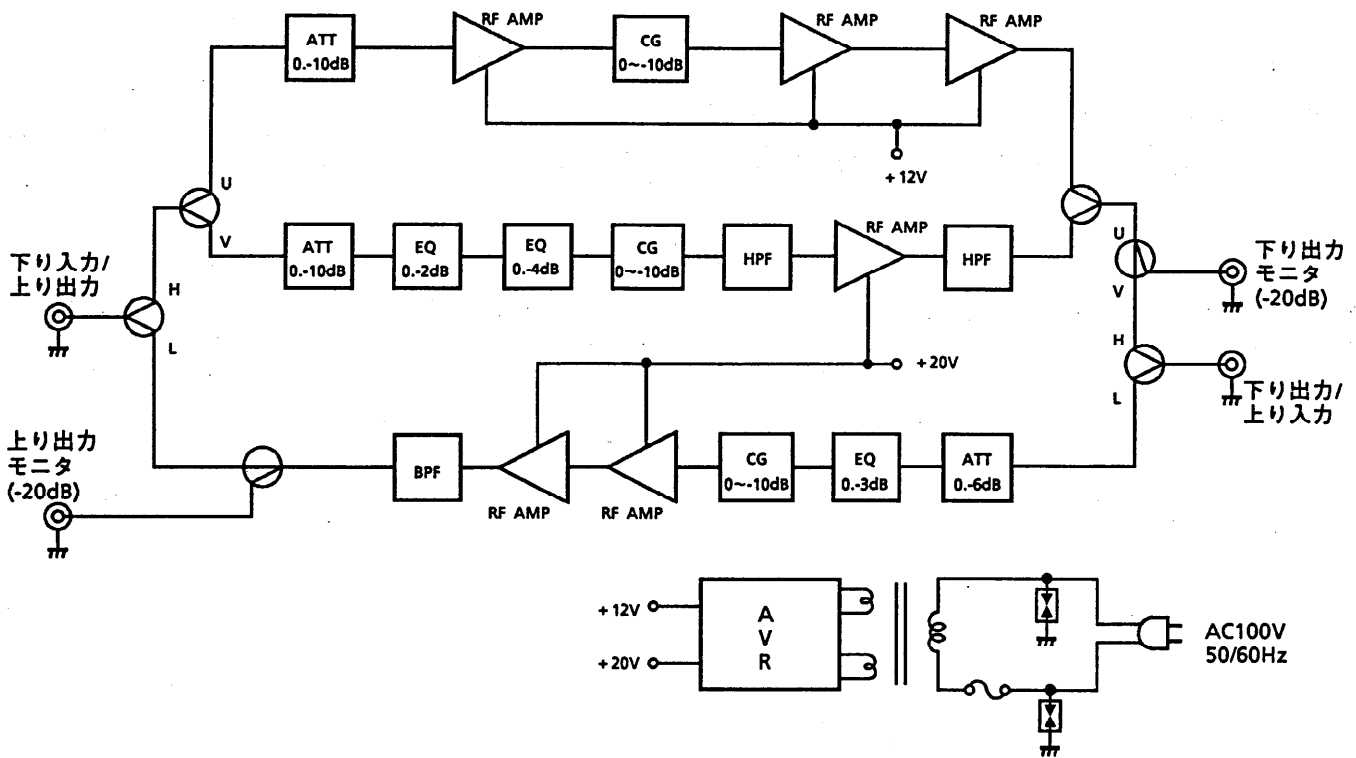 RF AMP
RF AMP
RF AMP
ATT
0.-10dB
CG
0~-10dB
+12V
U
V
ATT
0.-10dB
EQ
0.-2dB
EQ
0.-4dB
CG
0~-10dB
HPF
RF AMP
HPF
U
V
下り出力
モニタ
(-20dB)
下り入力/
上り出力
H
L
+20V
H
L
下り出力/
上り入力
上り出力
モニタ
(-20dB)
BPF
RF AMP
RF AMP
CG
0~-10dB
EQ
0.-3dB
ATT
0.-6dB
+12V
+20V
A
V
R
AC100V
50/60Hz